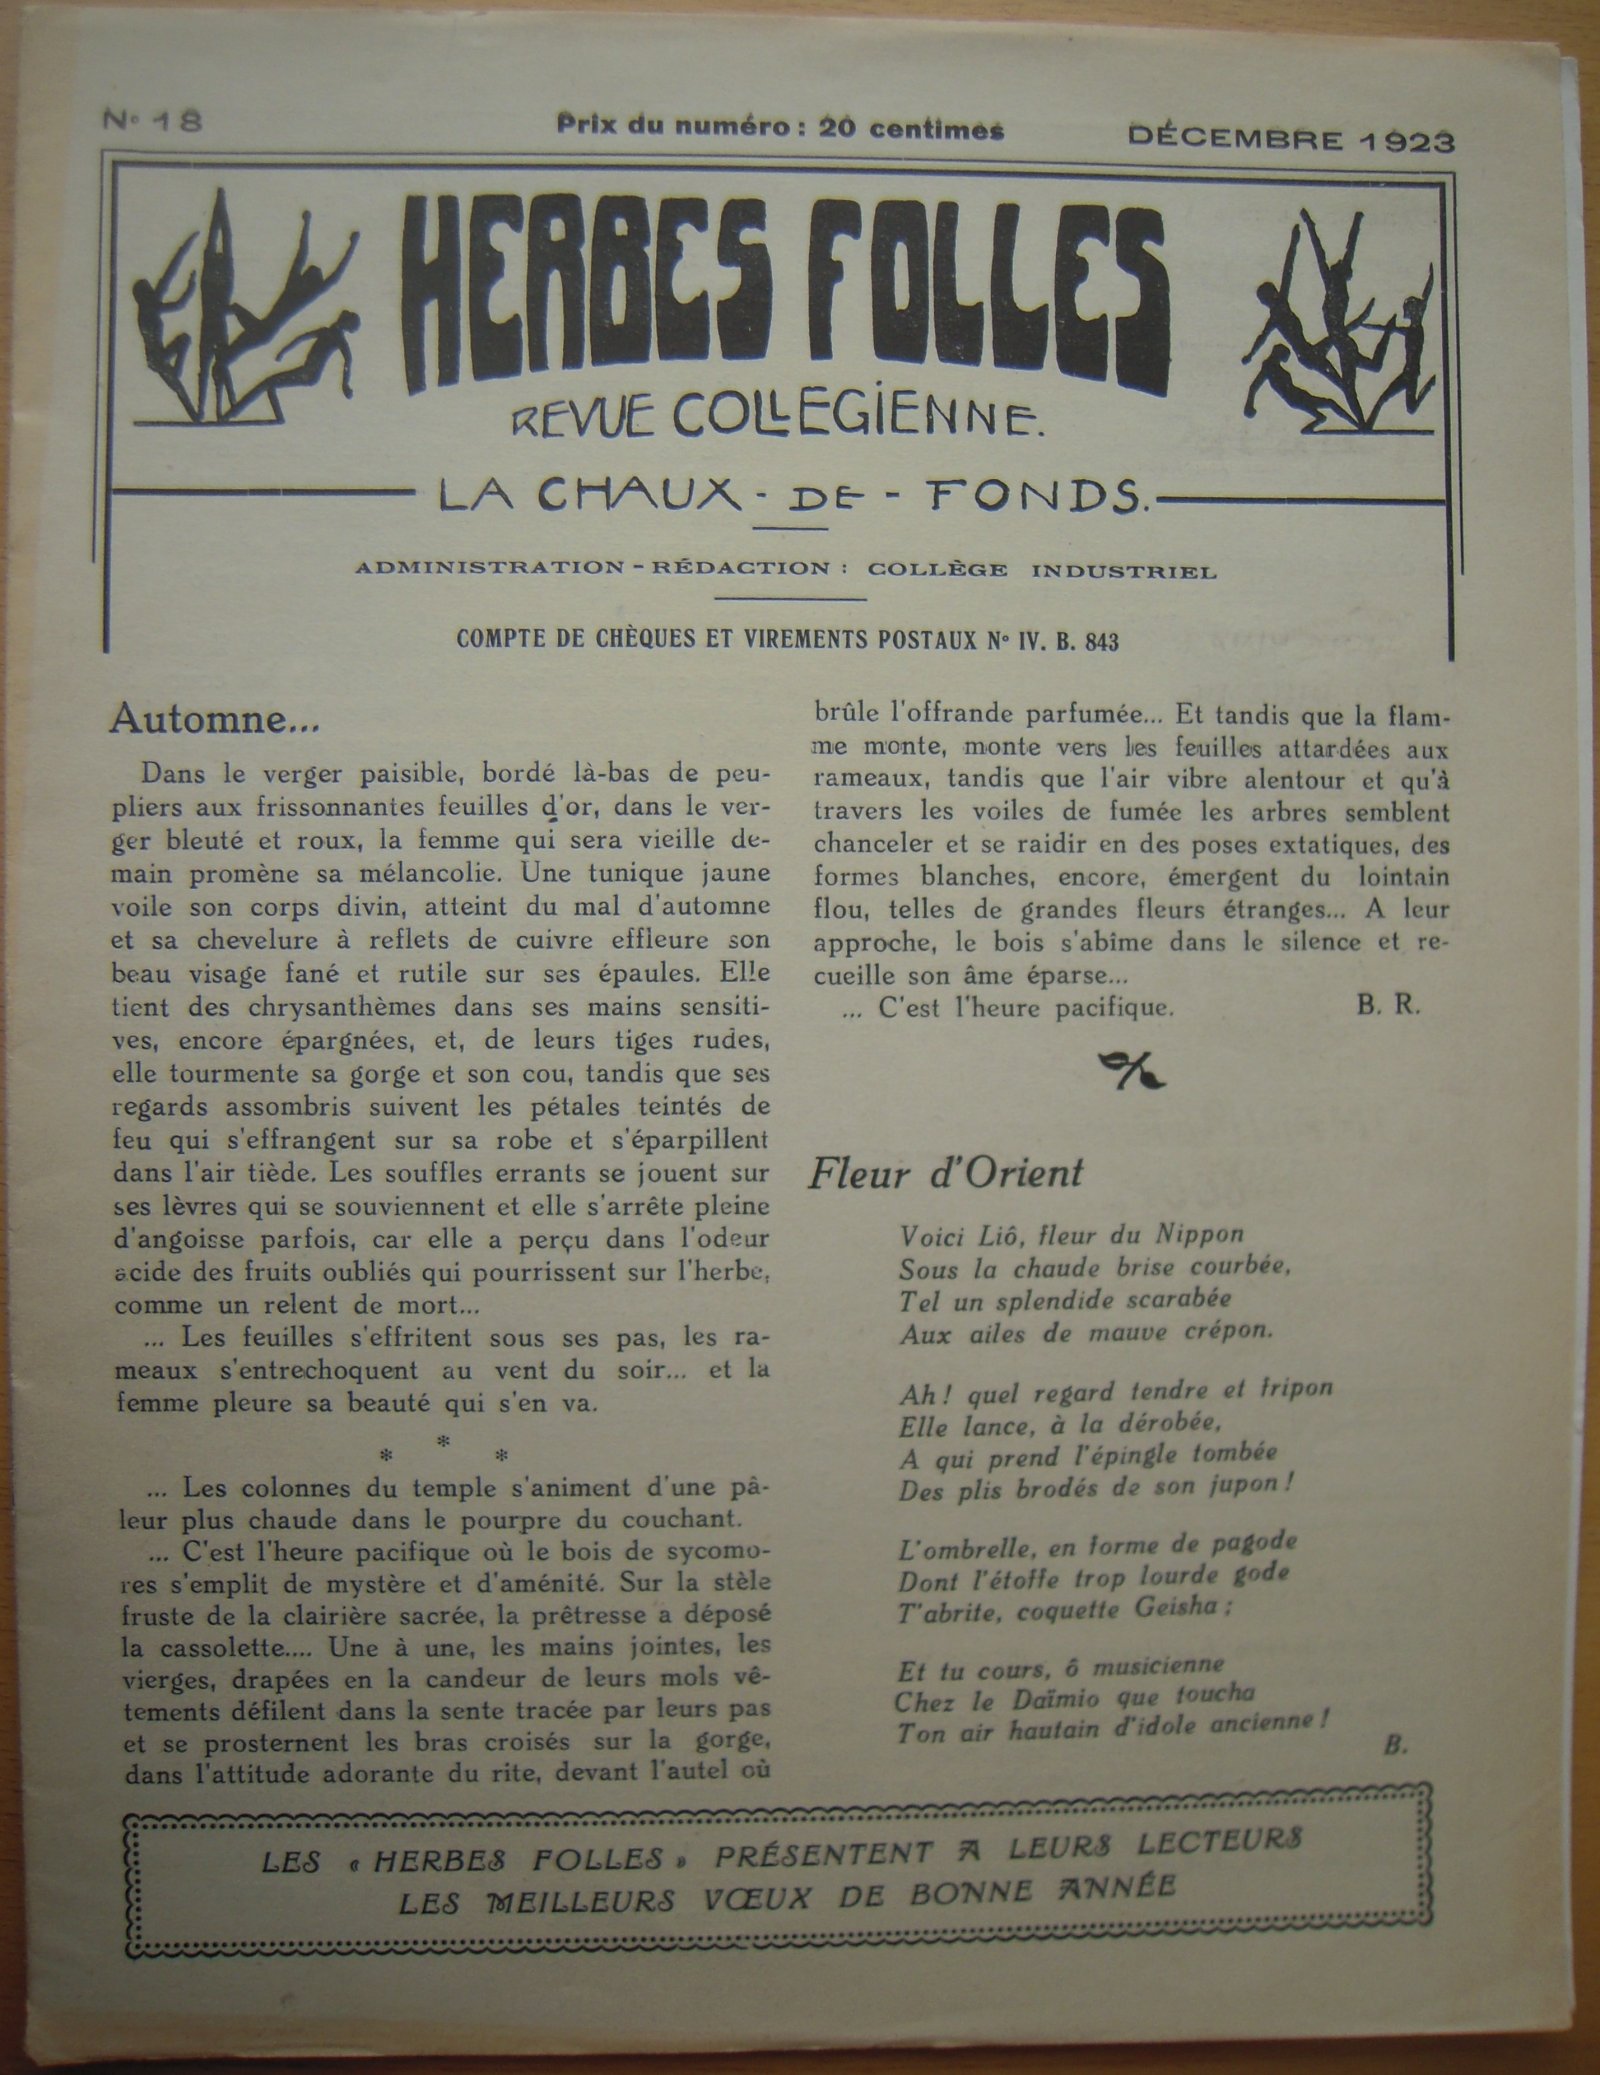 N° 18
Prix du numéro : 20 centimes
DÉCEMBRE 1923
HERBES FOLLES
REVUE COLLEGIENNE.
LA CHAUX - DE - FONDS.
ADMINISTRATION - RÉDACTION : COLLÈGE INDUSTRIEL
COMPTE DE CHÈQUES ET VIREMENTS POSTAUX N° IV. B. 843
Automne...
Dans le verger paisible, bordé là-bas de peu-
pliers aux frissonnantes feuilles d'or, dans le ver-
ger bleuté et roux, la femme qui sera vieille de-
main promène sa mélancolie. Une tunique jaune
voile son corps divin, atteint du mal d'automne
et sa chevelure à reflets de cuivre effleure son
beau visage fané et rutile sur ses épaules. Elle
tient des chrysanthèmes dans ses mains sensiti-
ves, encore épargnées, et, de leurs tiges rudes,
elle tourmente sa gorge et son cou, tandis que ses
regards assombris suivent les pétales teintés de
feu qui s'effrangent sur sa robe et s'éparpillent
dans l'air tiède. Les souffles errants se jouent sur
ses lèvres qui se souviennent et elle s'arrête pleine
d'angoisse parfois, car elle a perçu dans l'odeur
acide des fruits oubliés qui pourrissent sur l'herbe,
comme un relent de mort...
... Les feuilles s'effritent sous ses pas, les ra-
meaux s'entrechoquent au vent du soir... et la
femme pleure sa beauté qui s'en va.
* * *
... Les colonnes du temple s'animent d'une pâ-
leur plus chaude dans le pourpre du couchant.
... C'est l'heure pacifique où le bois de sycomo-
res s'emplit de mystère et d'aménité. Sur la stèle
fruste de la clairière sacrée, la prêtresse a déposé
la cassolette.... Une à une, les mains jointes, les
vierges, drapées en la candeur de leurs mols vê-
tements défilent dans la sente tracée par leurs pas
et se prosternent les bras croisés sur la gorge,
dans l'attitude adorante du rite, devant l'autel où
brûle l'offrande parfumée... Et tandis que la flam-
me monte, monte vers les feuilles attardées aux
rameaux, tandis que l'air vibre alentour et qu'à
travers les voiles de fumée les arbres semblent
chanceler et se raidir en des poses extatiques, des
formes blanches, encore, émergent du lointain
flou, telles de grandes fleurs étranges... A leur
approche, le bois s'abîme dans le silence et re-
cueille son âme éparse...
... C'est l'heure pacifique. B. R.
Fleur d'Orient
Voici Liô, fleur du Nippon
Sous la chaude brise courbée,
Tel un splendide scarabée
Aux ailes de mauve crépon.
Ah ! quel regard tendre et fripon
Elle lance, à la dérobée,
A qui prend l'épingle tombée
Des plis brodés de son jupon !
L'ombrelle, en forme de pagode
Dont l'étoffe trop lourde gode
T'abrite, coquette Geisha ;
Et tu cours, ô musicienne
Chez le Daïmio que toucha
Ton air hautain d'idole ancienne !
B.
LES « HERBES FOLLES » PRÉSENTENT A LEURS LECTEURS
LES MEILLEURS VŒUX DE BONNE ANNÉE